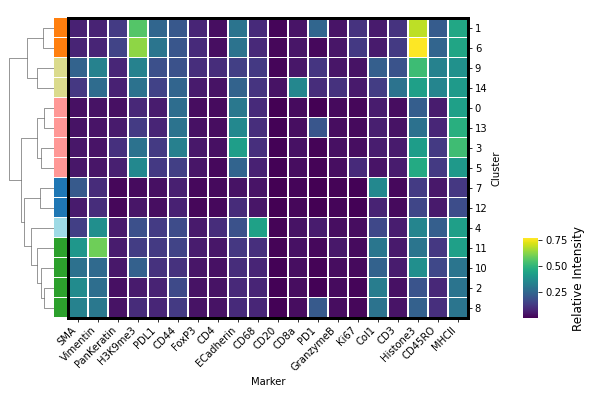 1
6
9
14
0
13
3
5
7
12
4
11
10
2
8
Cluster
SMA
Vimentin
PanKeratin
H3K9me3
PDL1
CD44
FoxP3
CD4
ECadherin
CD68
CD20
CD8a
PD1
GranzymeB
Ki67
Col1
CD3
Histone3
CD45RO
MHCII
Marker
0.75
0.50
0.25
Relative Intensity